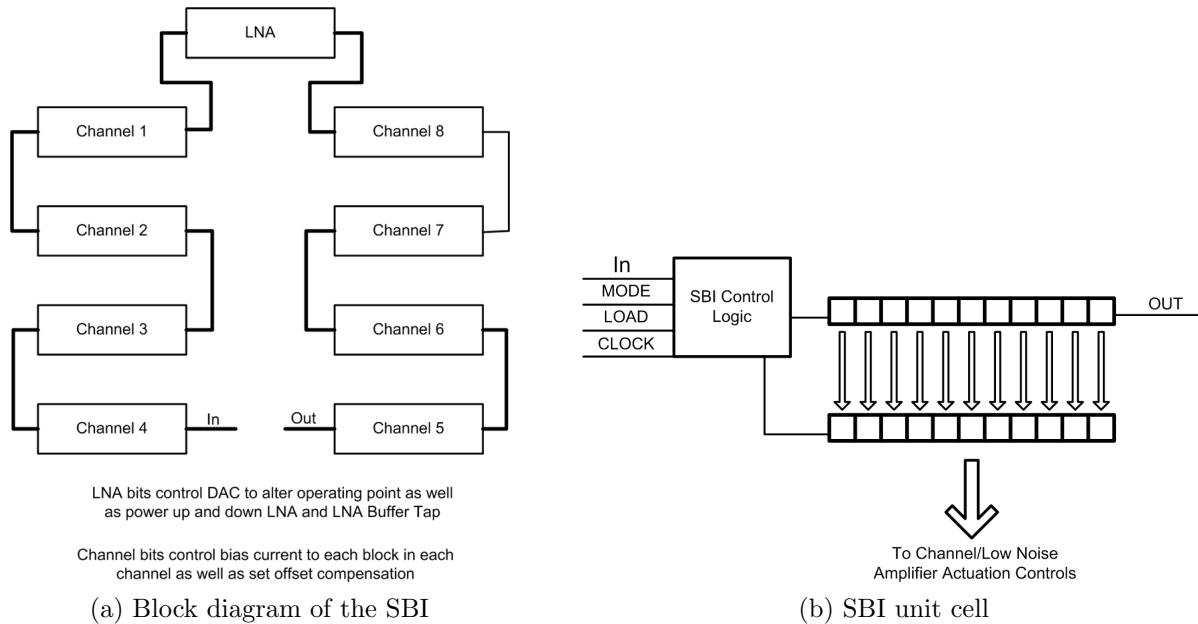 LNA
Channel 1
Channel 8
Channel 2
Channel 7
Channel 3
Channel 6
Channel 4
In
Out
Channel 5
LNA bits control DAC to alter operating point as well
as power up and down LNA and LNA Buffer Tap
Channel bits control bias current to each block in each
channel as well as set offset compensation
(a) Block diagram of the SBI
In
MODE
LOAD
CLOCK
SBI Control
Logic
OUT
To Channel/Low Noise
Amplifier Actuation Controls
(b) SBI unit cell